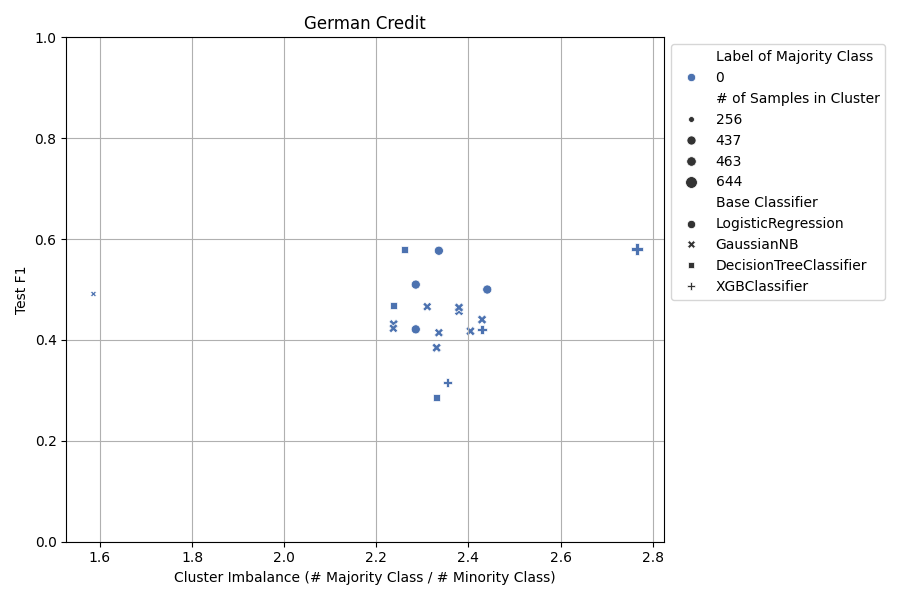 German Credit
1.0
0.8
0.6
0.4
0.2
0.0
Test F1
1.6
1.8
2.0
2.2
2.4
2.6
2.8
Cluster Imbalance (# Majority Class / # Minority Class)
Label of Majority Class
0
# of Samples in Cluster
256
437
463
644
Base Classifier
LogisticRegression
GaussianNB
DecisionTreeClassifier
XGBClassifier